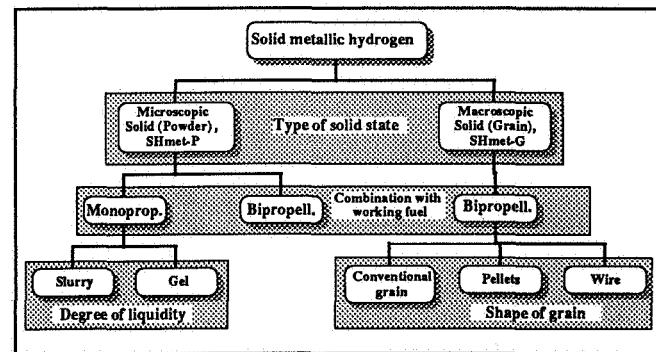 Solid metallic hydrogen
Microscopic
Solid (Powder),
SHmet-P
Type of solid state
Macroscopic
Solid (Grain),
SHmet-G
Monoprop.
Bipropell.
Combination with
working fuel
Bipropell.
Slurry
Gel
Degree of liquidity
Conventional
grain
Pellets
Wire
Shape of grain